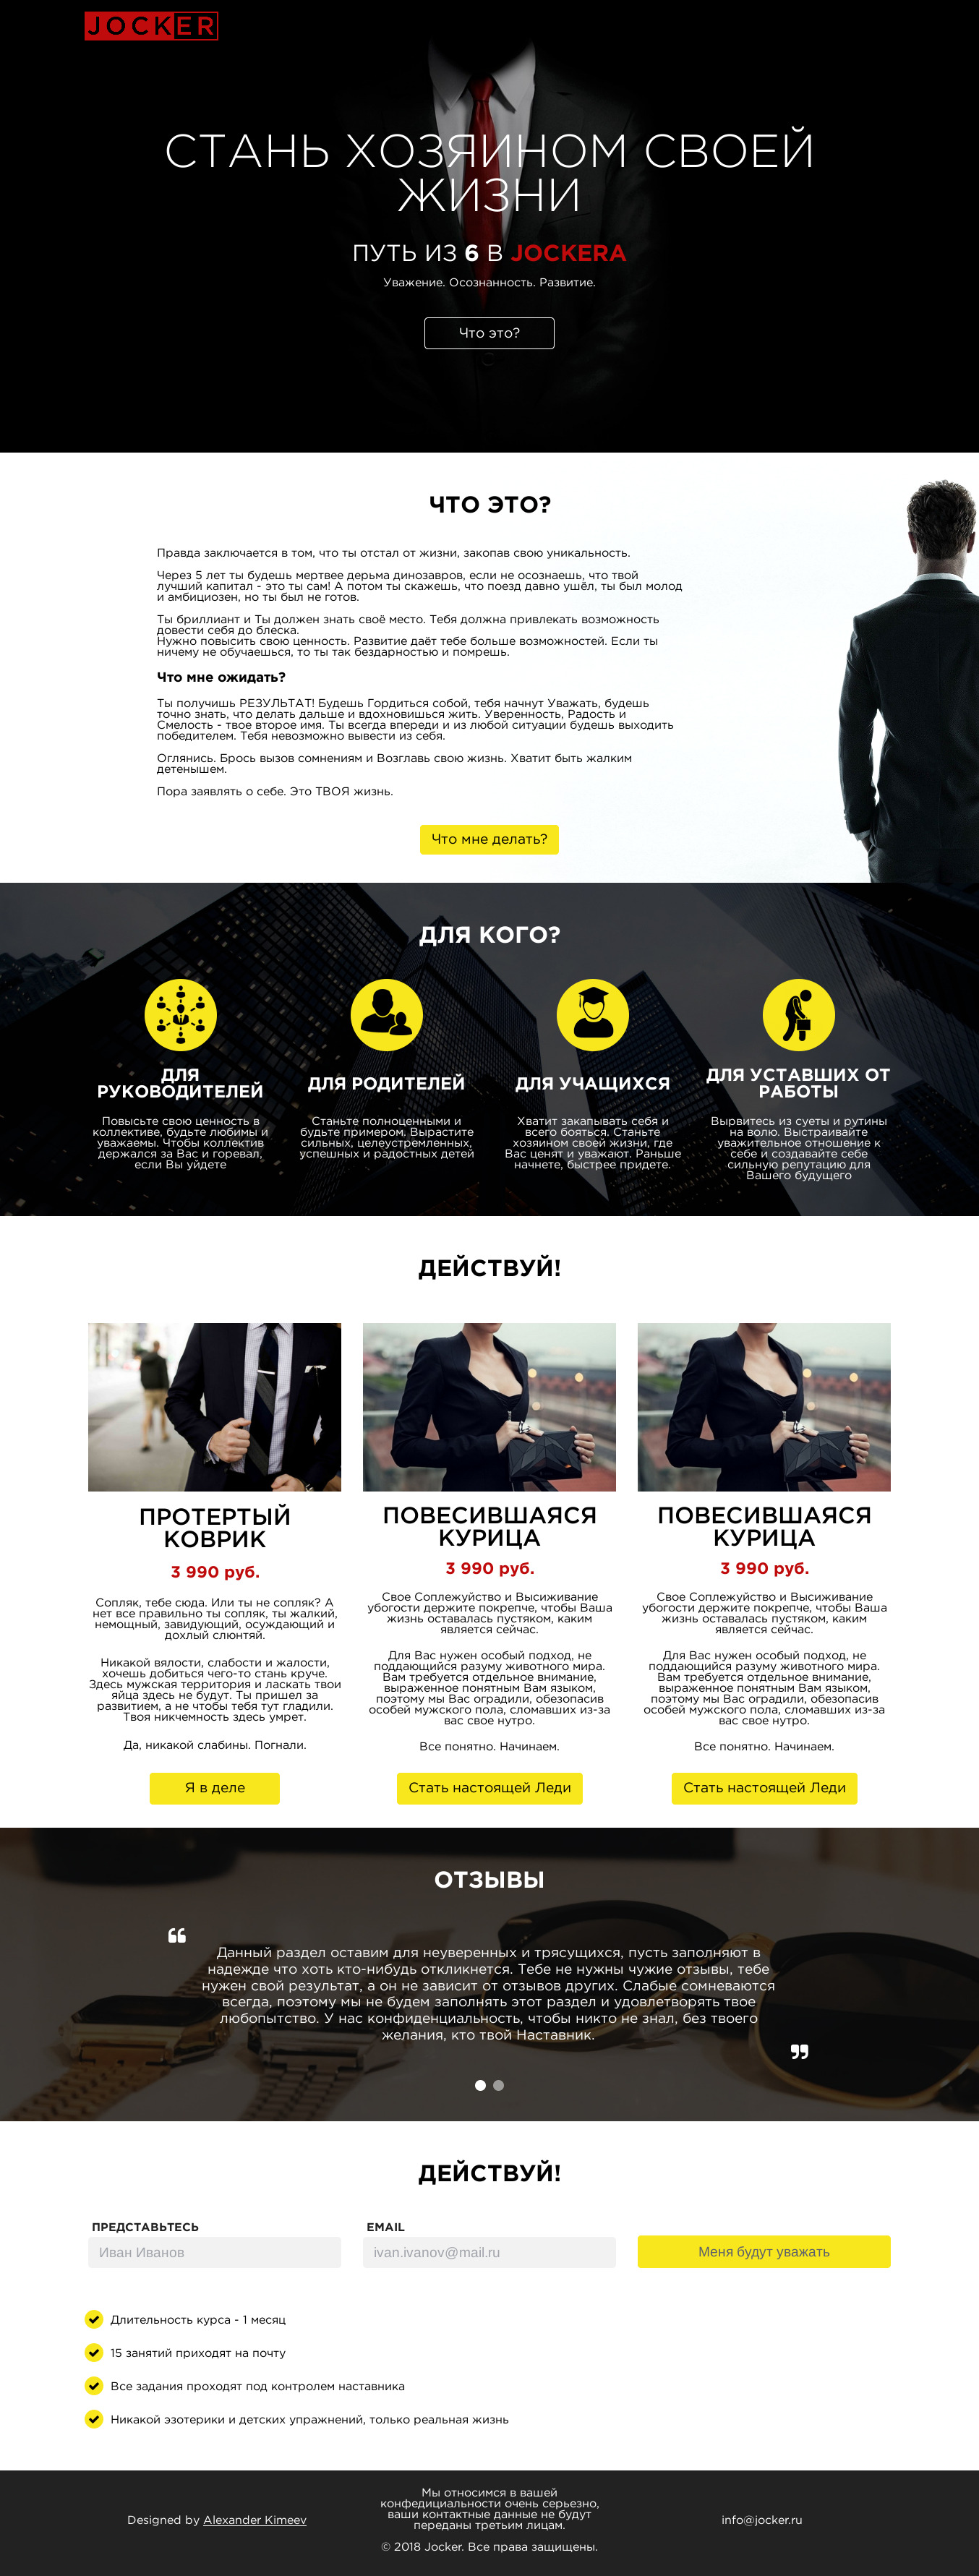 JOCKER
СТАНЬ ХОЗЯИНОМ СВОЕЙ
ЖИЗНИ
ПУТЬ ИЗ 6 В JOCKERA
Уважение. Осознанность. Развитие.
Что это?
ЧТО ЭТО?
Правда заключается в том, что ты отстал от жизни, закопав свою уникальность.
Через 5 лет ты будешь мертвее дерьма динозавров, если не осознаешь, что твой
лучший капитал - это ты сам! А потом ты скажешь, что поезд давно ушёл, ты был молод
и амбициозен, но ты был не готов.
Ты бриллиант и Ты должен знать своё место. Тебя должна привлекать возможность
довести себя до блеска.
Нужно повысить свою ценность. Развитие даёт тебе больше возможностей. Если ты
ничему не обучаешься, то ты так бездарностью и помрешь.
Что мне ожидать?
Ты получишь РЕЗУЛЬТАТ! Будешь Гордиться собой, тебя начнут Уважать, будешь
точно знать, что делать дальше и вдохновишься жить. Уверенность, Радость и
Смелость - твое второе имя. Ты всегда впереди и из любой ситуации будешь выходить
победителем. Тебя невозможно вывести из себя.
Оглянись. Брось вызов сомнениям и Возглавь свою жизнь. Хватит быть жалким
детенышем.
Пора заявлять о себе. Это ТВОЯ жизнь.
Что мне делать?
ДЛЯ КОГО?
ДЛЯ
РУКОВОДИТЕЛЕЙ
Повысьте свою ценность в
коллективе, будьте любимы и
уважаемы. Чтобы коллектив
держался за Вас и горевал,
если Вы уйдете
ДЛЯ РОДИТЕЛЕЙ
Станьте полноценными и
будьте примером. Вырастите
сильных, целеустремленных,
успешных и радостных детей
ДЛЯ УЧАЩИХСЯ
Хватит закапывать себя и
всего бояться. Станьте
хозяином своей жизни, где
Вас ценят и уважают. Раньше
начнете, быстрее придете.
ДЛЯ УСТАВШИХ ОТ
РАБОТЫ
Вырвитесь из суеты и рутины
на волю. Выстраивайте
уважительное отношение к
себе и создавайте себе
сильную репутацию для
Вашего будущего
ДЕЙСТВУЙ!
ПРОТЕРТЫЙ
КОВРИК
3 990 руб.
Сопляк, тебе сюда. Или ты не сопляк? А
нет все правильно ты сопляк, ты жалкий,
немощный, завидующий, осуждающий и
дохлый слюнтяй.
Никакой вялости, слабости и жалости,
хочешь добиться чего-то стань круче.
Здесь мужская территория и ласкать твои
яйца здесь не будут. Ты пришел за
развитием, а не чтобы тебя тут гладили.
Твоя никчемность здесь умрет.
Да, никакой слабины. Погнали.
Я в деле
ПОВЕСИВШАЯСЯ
КУРИЦА
3 990 руб.
Свое Соплежуйство и Высиживание
убогости держите покрепче, чтобы Ваша
жизнь оставалась пустяком, каким
является сейчас.
Для Вас нужен особый подход, не
поддающийся разуму животного мира.
Вам требуется отдельное внимание,
выраженное понятным Вам языком,
поэтому мы Вас оградили, обезопасив
особей мужского пола, сломавших из-за
вас свое нутро.
Все понятно. Начинаем.
Стать настоящей Леди
ПОВЕСИВШАЯСЯ
КУРИЦА
3 990 руб.
Свое Соплежуйство и Высиживание
убогости держите покрепче, чтобы Ваша
жизнь оставалась пустяком, каким
является сейчас.
Для Вас нужен особый подход, не
поддающийся разуму животного мира.
Вам требуется отдельное внимание,
выраженное понятным Вам языком,
поэтому мы Вас оградили, обезопасив
особей мужского пола, сломавших из-за
вас свое нутро.
Все понятно. Начинаем.
Стать настоящей Леди
ОТЗЫВЫ
Данный раздел оставим для неуверенных и трясущихся, пусть заполняют в
надежде что хоть кто-нибудь откликнется. Тебе не нужны чужие отзывы, тебе
нужен свой результат, а он не зависит от отзывов других. Слабые сомневаются
всегда, поэтому мы не будем заполнять этот раздел и удовлетворять твое
любопытство. У нас конфиденциальность, чтобы никто не знал, без твоего
желания, кто твой Наставник.
ДЕЙСТВУЙ!
ПРЕДСТАВЬТЕСЬ
Иван Иванов
EMAIL
ivan.ivanov@mail.ru
Меня будут уважать
Длительность курса - 1 месяц
15 занятий приходят на почту
Все задания проходят под контролем наставника
Никакой эзотерики и детских упражнений, только реальная жизнь
Designed by Alexander Kimeev
Мы относимся в вашей
конфедициальности очень серьезно,
ваши контактные данные не будут
переданы третьим лицам.
© 2018 Jocker. Все права защищены.
info@jocker.ru